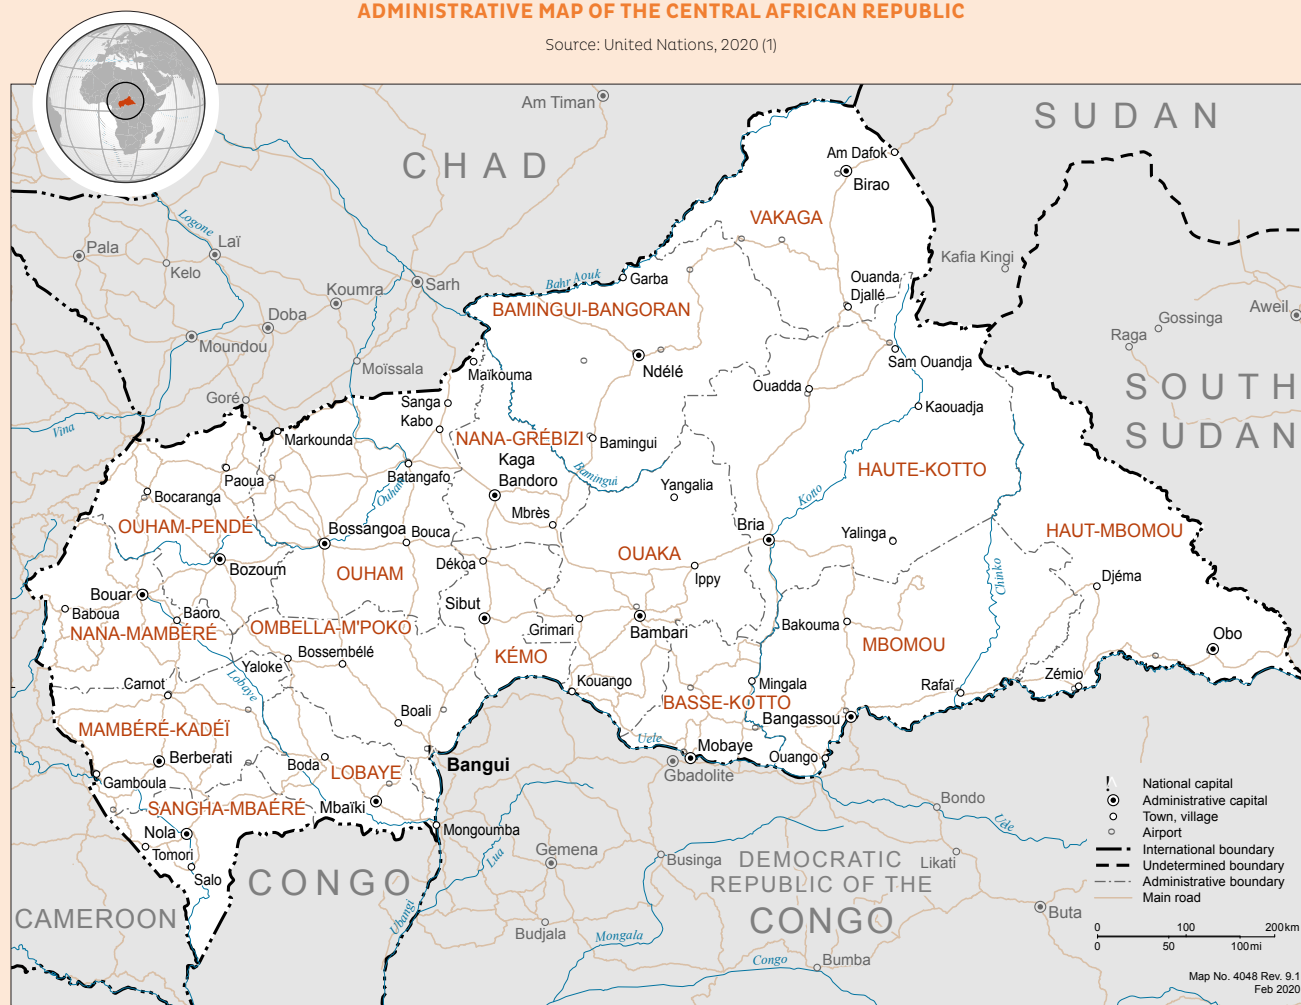 ADMINISTRATIVE MAP OF THE CENTRAL AFRICAN REPUBLIC
Source: United Nations, 2020 (1)
Am Timan
SUDAN
CHAD
Am Dafok
Birao
VAKAGA
Logone
Laï
Pala
Kelo
Kafia Kingi
Bahr Aouk
Garba
Ouanda
Djallé
Koumra
Sarh
BAMINGUI-BANGORAN
Aweil
Doba
Gossinga
Raga
Moundou
Moïssala
Maïkouma
Ndélé
Sam Ouandja
SOUTH
SUDAN
Ouadda
Goré
Sanga
Kabo
Kaouadja
Vina
Markounda
NANA-GRÉBIZI
Bamingui
Kaga
Bandoro
Bamingui
HAUTE-KOTTO
Paoua
Batangafo
Ouham
Yangalia
Kotto
Bocaranga
Mbrès
OUHAM-PENDÉ
Bossangoa
Bouca
Bria
Yalinga
HAUT-MBOMOU
OUAKA
Bozoum
OUHAM
Dékoa
Ippy
Chinko
Djéma
Bouar
Baboua
Baoro
Sibut
NANA-MAMBÉRÉ
OMBELLA-M'POKO
Grimari
Bambari
Bakouma
Obo
MBOMOU
Bossembélé
Yaloke
KÉMO
Carnot
Lobaye
Kouango
Mingala
Rafaï
Zémio
BASSE-KOTTO
Boali
Bangassou
MAMBÉRÉ-KADÉÏ
Uele
Mobaye
Ouango
Berberati
Boda
LOBAYE
Bangui
Gbadolite
Gamboula
SANGHA-MBAÉRÉ
Mbaïki
Bondo
Uele
Nola
Mongoumba
Tomori
Salo
Lua
Gemena
Businga
DEMOCRATIC
REPUBLIC OF THE
CONGO
Likati
CONGO
CAMEROON
Ubangi
Budjala
Mongala
Buta
Congo
Bumba
National capital
Administrative capital
Town, village
Airport
International boundary
Undetermined boundary
Administrative boundary
Main road
0 100 200km
0 50 100mi
Map No. 4048 Rev. 9.1
Feb 2020